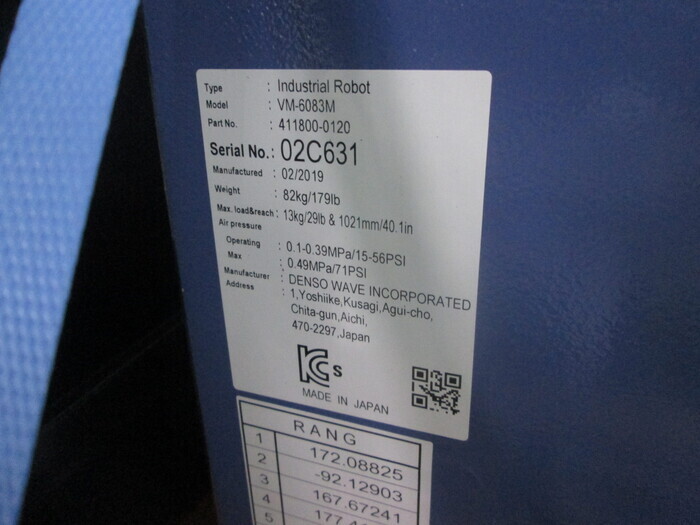 Type : Industrial Robot
Model : VM-6083M
Part No. : 411800-0120
Serial No. : 02C631
Manufactured : 02/2019
Weight : 82kg/179lb
Max. load&reach : 13kg/29lb & 1021mm/40.1in
Air pressure
Operating : 0.1-0.39MPa/15-56PSI
Max : 0.49MPa/71PSI
Manufacturer : DENSO WAVE INCORPORATED
Address : 1,Yoshiike,Kusagi,Agui-cho,
Chita-gun,Aichi,
470-2297,Japan
KC s
MADE IN JAPAN
RANG
1 172.08825
2 -92.12903
3 167.67241
4
5